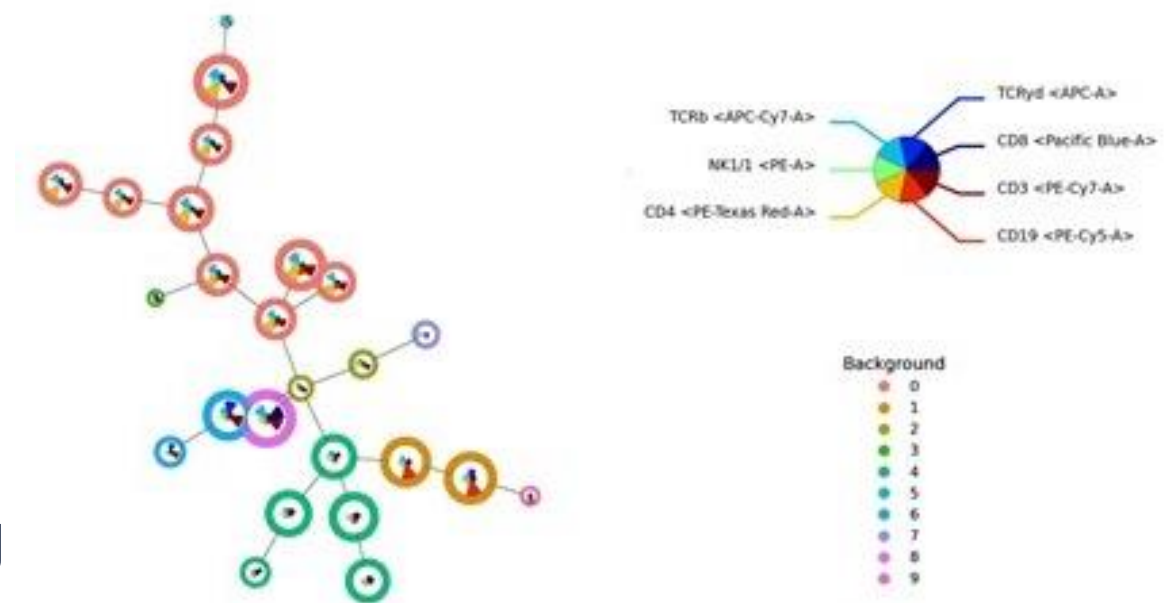 TCRyd <APC-A>
TCRb <APC-Cy7-A>
CD8 <Pacific Blue-A>
NK1/1 <PE-A>
CD3 <PE-Cy7-A>
CD4 <PE-Texas Red-A>
CD19 <PE-Cy5-A>
Background
0
1
2
3
4
5
6
7
8
9